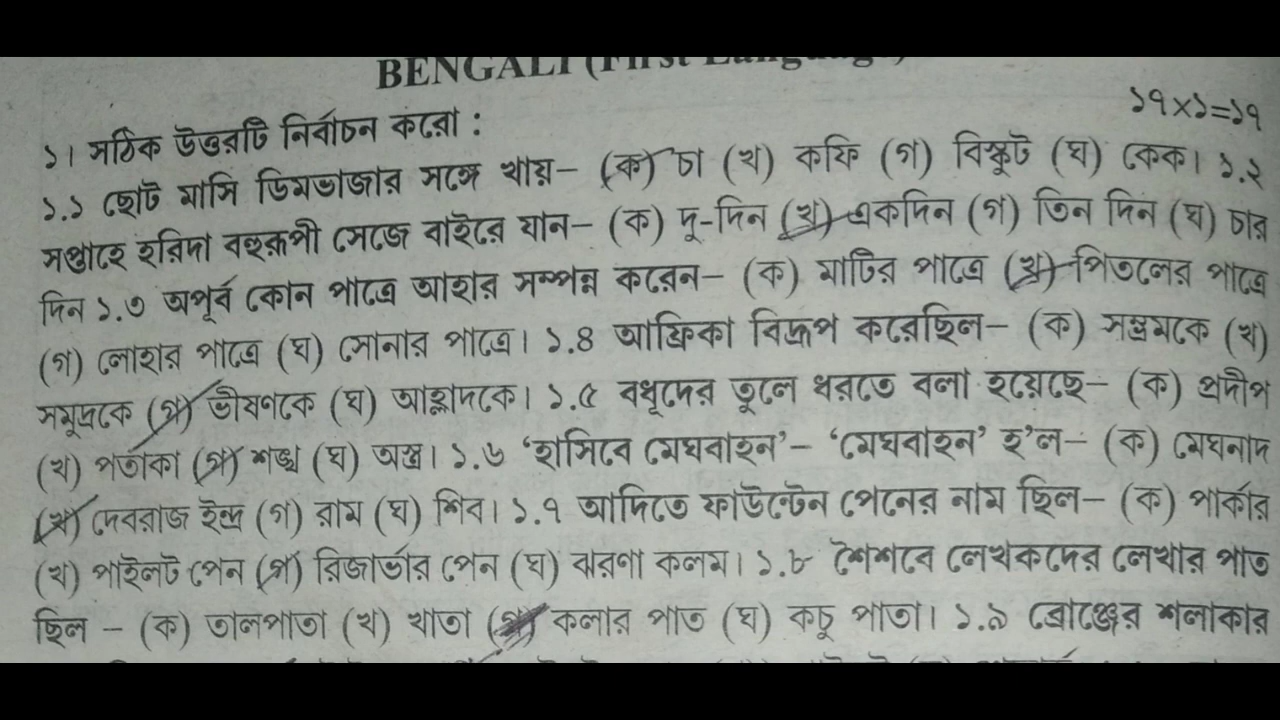 BENGALI (First Language)
১৭×১=১৭
১। সঠিক উত্তরটি নির্বাচন করো :
১.১ ছোট মাসি ডিমভাজার সঙ্গে খায়– (ক) চা (খ) কফি (গ) বিস্কুট (ঘ) কেক। ১.২
সপ্তাহে হরিদা বহুরূপী সেজে বাইরে যান– (ক) দু-দিন (খ) একদিন (গ) তিন দিন (ঘ) চার
দিন ১.৩ অপূর্ব কোন পাত্রে আহার সম্পন্ন করেন– (ক) মাটির পাত্রে (খ) পিতলের পাত্রে
(গ) লোহার পাত্রে (ঘ) সোনার পাত্রে। ১.৪ আফ্রিকা বিদ্রূপ করেছিল– (ক) সম্ভ্রমকে (খ)
সমুদ্রকে (গ) ভীষণকে (ঘ) আহ্লাদকে। ১.৫ বধূদের তুলে ধরতে বলা হয়েছে– (ক) প্রদীপ
(খ) পতাকা (গ) শঙ্খ (ঘ) অস্ত্র। ১.৬ ‘হাসিবে মেঘবাহন’– ‘মেঘবাহন’ হ’ল– (ক) মেঘনাদ
(খ) দেবরাজ ইন্দ্র (গ) রাম (ঘ) শিব। ১.৭ আদিতে ফাউন্টেন পেনের নাম ছিল– (ক) পার্কার
(খ) পাইলট পেন (গ) রিজার্ভার পেন (ঘ) ঝরণা কলম। ১.৮ শৈশবে লেখকদের লেখার পাত
ছিল – (ক) তালপাতা (খ) খাতা (গ) কলার পাত (ঘ) কচু পাতা। ১.৯ ব্রোঞ্জের শলাকার